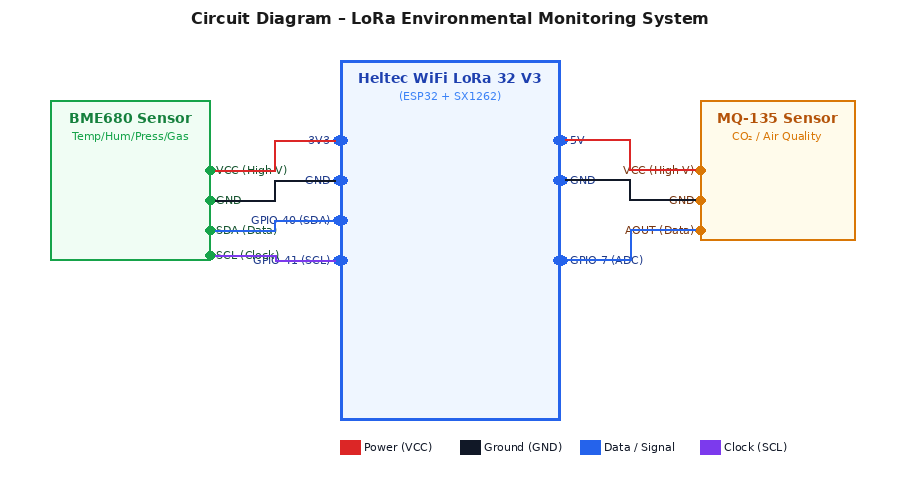 Circuit Diagram – LoRa Environmental Monitoring System
BME680 Sensor
Temp/Hum/Press/Gas
VCC (High V)
GND
SDA (Data)
SCL (Clock)
Heltec WiFi LoRa 32 V3
(ESP32 + SX1262)
3V3
GND
GPIO 40 (SDA)
GPIO 41 (SCL)
5V
GND
GPIO 7 (ADC)
MQ-135 Sensor
CO₂ / Air Quality
VCC (High V)
GND
AOUT (Data)
Power (VCC)
Ground (GND)
Data / Signal
Clock (SCL)